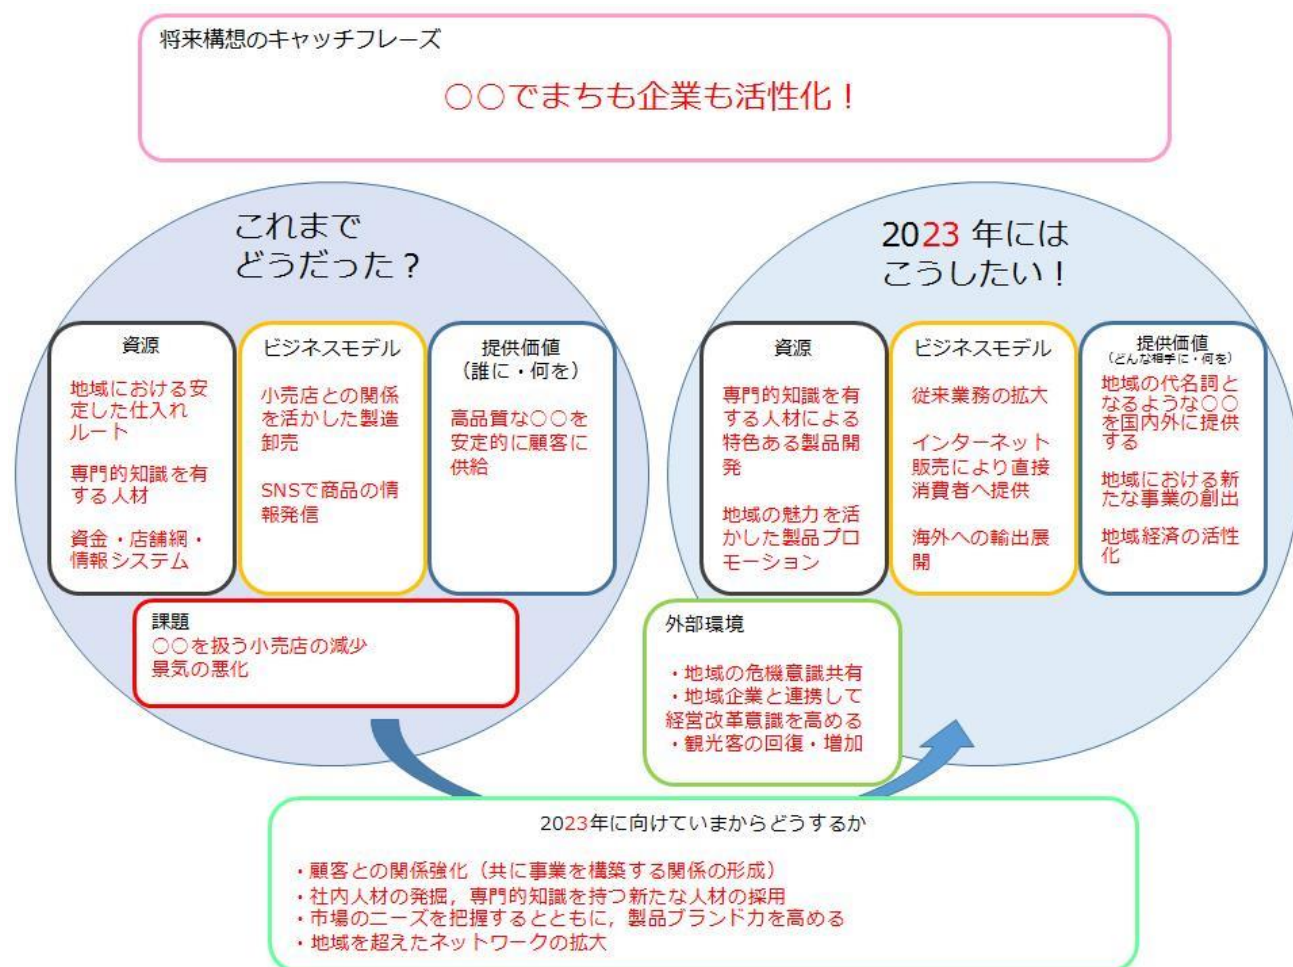 将来構想のキャッチフレーズ
○○でまちも企業も活性化！
これまで
どうだった？
資源
地域における安
定した仕入れ
ルート
専門的知識を有
する人材
資金・店舗網・
情報システム
ビジネスモデル
小売店との関係
を活かした製造
卸売
SNSで商品の情
報発信
提供価値
（誰に・何を）
高品質な○○を
安定的に顧客に
供給
課題
○○を扱う小売店の減少
景気の悪化
2023 年には
こうしたい！
資源
専門的知識を有
する人材による
特色ある製品開
発
地域の魅力を活
かした製品プロ
モーション
ビジネスモデル
従来業務の拡大
インターネット
販売により直接
消費者へ提供
海外への輸出展
開
提供価値
（どんな相手に・何を）
地域の代名詞と
なるような○○
を国内外に提供
する
地域における新
たな事業の創出
地域経済の活性
化
外部環境
・地域の危機意識共有
・地域企業と連携して
経営改革意識を高める
・観光客の回復・増加
2023年に向けていまからどうするか
・顧客との関係強化（共に事業を構築する関係の形成）
・社内人材の発掘，専門的知識を持つ新たな人材の採用
・市場のニーズを把握するとともに，製品ブランド力を高める
・地域を超えたネットワークの拡大